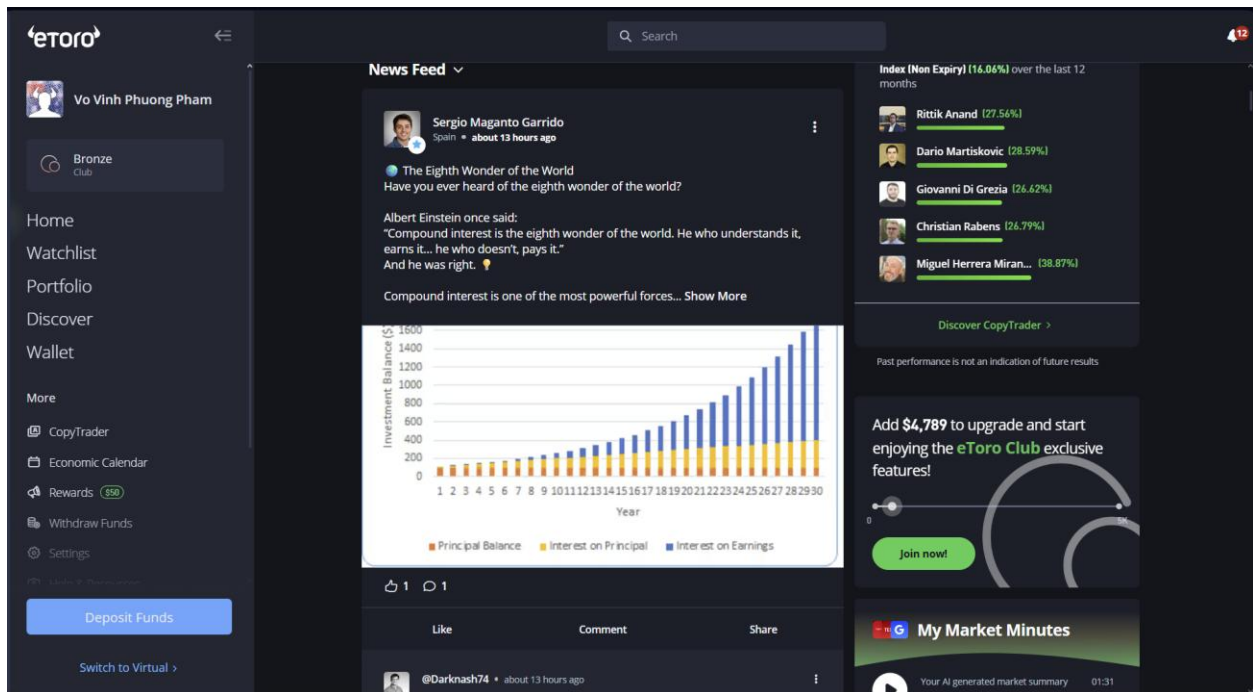 eToro
Search
12
Vo Vinh Phuong Pham
Bronze
Club
Home
Watchlist
Portfolio
Discover
Wallet
More
CopyTrader
Economic Calendar
Rewards $50
Withdraw Funds
Settings
Deposit Funds
Switch to Virtual >
News Feed
Sergio Maganto Garrido
Spain • about 13 hours ago
The Eighth Wonder of the World
Have you ever heard of the eighth wonder of the world?
Albert Einstein once said:
“Compound interest is the eighth wonder of the world. He who understands it,
earns it... he who doesn’t, pays it.”
And he was right.
Compound interest is one of the most powerful forces... Show More
Investment Balance ($)
1600
1400
1200
1000
800
600
400
200
0
1 2 3 4 5 6 7 8 9 10 11 12 13 14 15 16 17 18 19 20 21 22 23 24 25 26 27 28 29 30
Year
Principal Balance Interest on Principal Interest on Earnings
1 1
Like Comment Share
@Darknash74 • about 13 hours ago
Index (Non Expiry) (16.06%) over the last 12
months
Rittik Anand (27.56%)
Dario Martiskovic (28.59%)
Giovanni Di Grezia (26.62%)
Christian Rabens (26.79%)
Miguel Herrera Miran... (38.87%)
Discover CopyTrader >
Past performance is not an indication of future results
Add $4,789 to upgrade and start
enjoying the eToro Club exclusive
features!
0 5K
Join now!
My Market Minutes
Your AI generated market summary 01:31